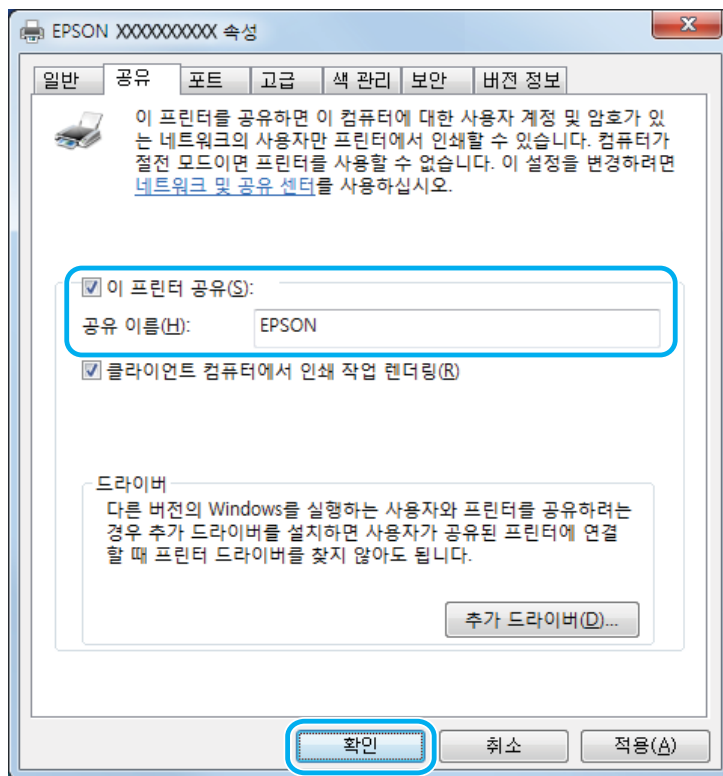 EPSON XXXXXXXXXX 속성
일반 공유 포트 고급 색 관리 보안 버전 정보
이 프린터를 공유하면 이 컴퓨터에 대한 사용자 계정 및 암호가 있
는 네트워크의 사용자만 프린터에서 인쇄할 수 있습니다. 컴퓨터가
절전 모드이면 프린터를 사용할 수 없습니다. 이 설정을 변경하려면
네트워크 및 공유 센터를 사용하십시오.
이 프린터 공유(S):
공유 이름(H): EPSON
클라이언트 컴퓨터에서 인쇄 작업 렌더링(R)
드라이버
다른 버전의 Windows를 실행하는 사용자와 프린터를 공유하려는
경우 추가 드라이버를 설치하면 사용자가 공유된 프린터에 연결
할 때 프린터 드라이버를 찾지 않아도 됩니다.
추가 드라이버(D)...
확인 취소 적용(A)